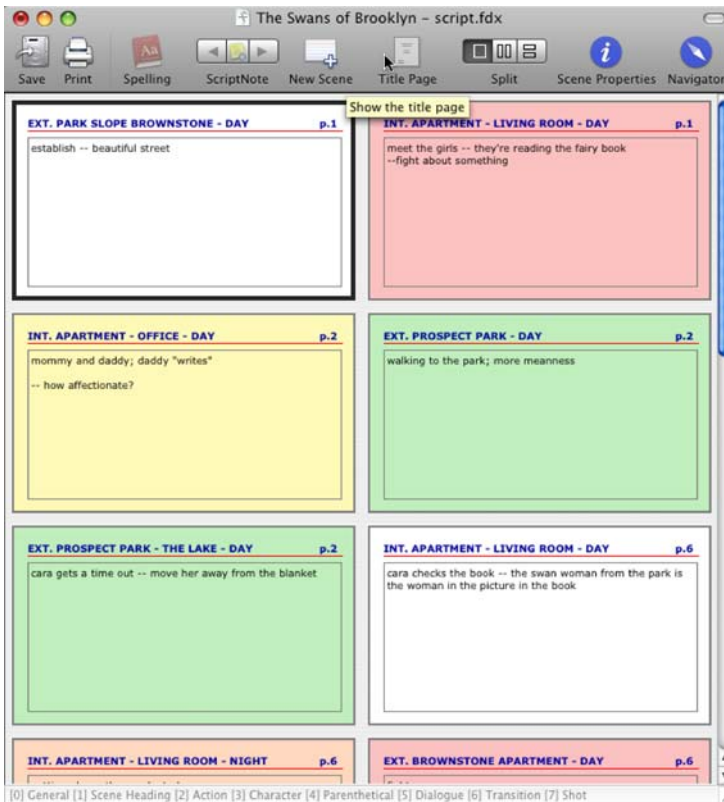 The Swans of Brooklyn - script.fdx
Save Print Spelling ScriptNote New Scene Title Page Split Scene Properties Navigator
Aa
Show the title page
EXT. PARK SLOPE BROWNSTONE - DAY p.1
establish -- beautiful street
INT. APARTMENT - LIVING ROOM - DAY p.1
meet the girls -- they're reading the fairy book
--fight about something
INT. APARTMENT - OFFICE - DAY p.2
mommy and daddy; daddy "writes"
-- how affectionate?
EXT. PROSPECT PARK - DAY p.2
walking to the park; more meanness
EXT. PROSPECT PARK - THE LAKE - DAY p.2
cara gets a time out -- move her away from the blanket
INT. APARTMENT - LIVING ROOM - DAY p.6
cara checks the book -- the swan woman from the park is
the woman in the picture in the book
INT. APARTMENT - LIVING ROOM - NIGHT p.6
EXT. BROWNSTONE APARTMENT - DAY p.6
[0] General [1] Scene Heading [2] Action [3] Character [4] Parenthetical [5] Dialogue [6] Transition [7] Shot